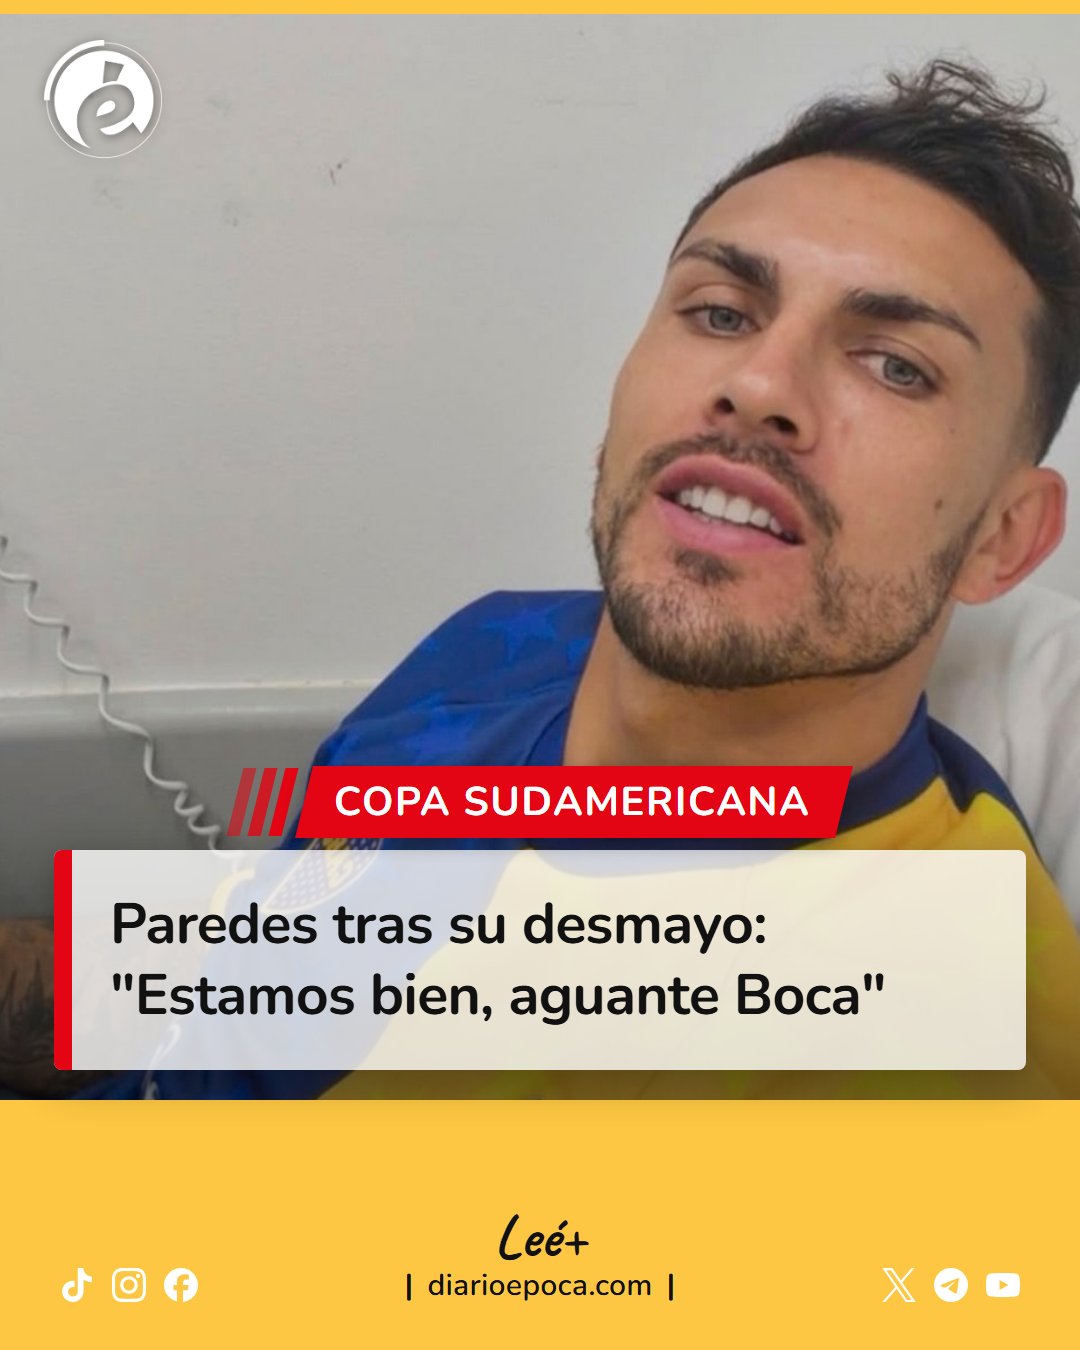 COPA SUDAMERICANA
Paredes tras su desmayo:
"Estamos bien, aguante Boca"
Leé+
| diarioepoca.com |